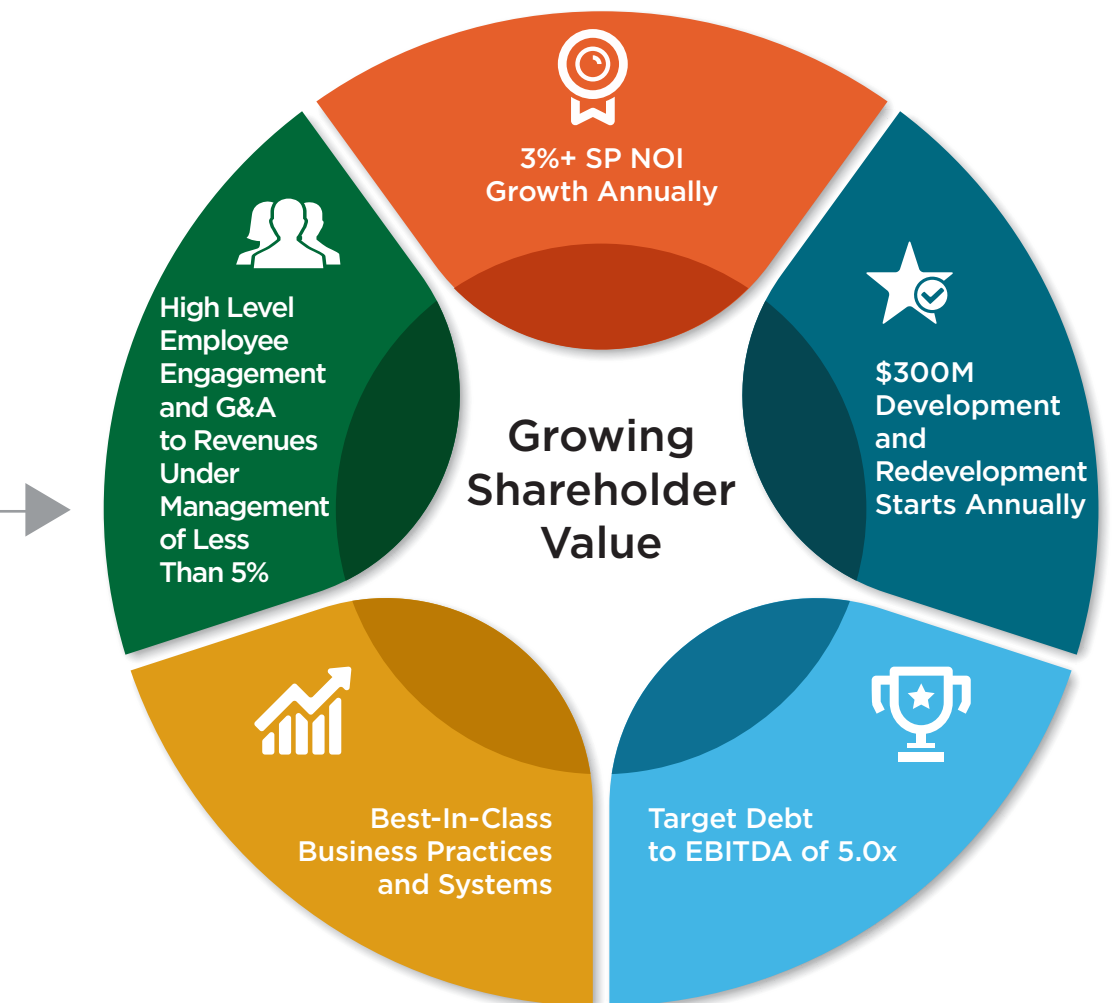 3%+ SP NOI
Growth Annually
High Level
Employee
Engagement
and G&A
to Revenues
Under
Management
of Less
Than 5%
$300M
Development
and
Redevelopment
Starts Annually
Growing
Shareholder
Value
Best-In-Class
Business Practices
and Systems
Target Debt
to EBITDA of 5.0x